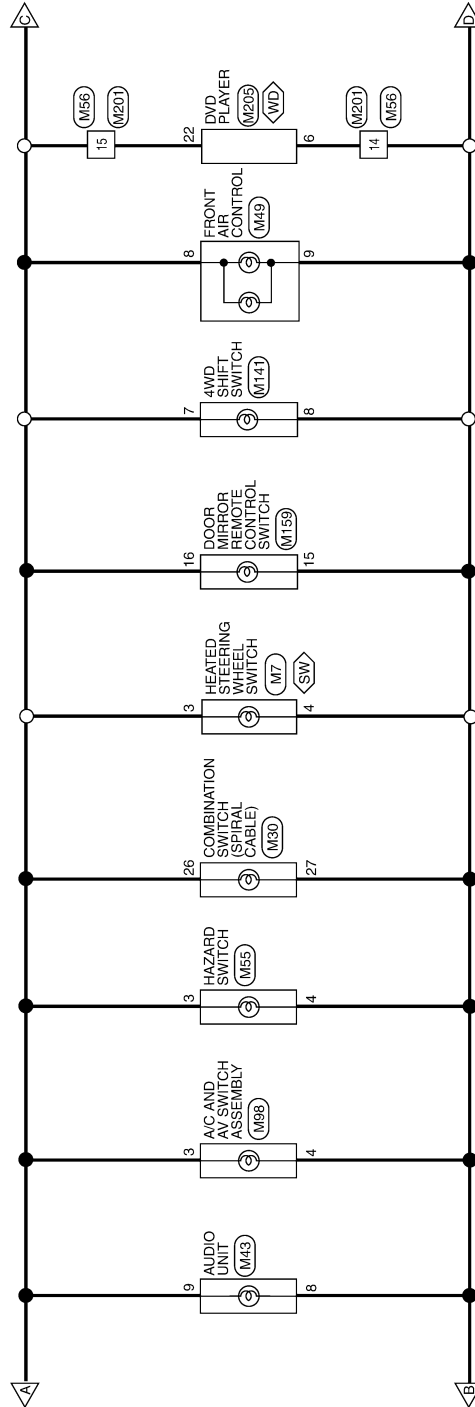 A
B
9
AUDIO
UNIT
M43
8
3
A/C AND
AV SWITCH
ASSEMBLY
M98
4
3
HAZARD
SWITCH
M55
4
26
COMBINATION
SWITCH
(SPIRAL
CABLE)
M30
27
3
HEATED
STEERING
WHEEL
SWITCH
M7
SW
4
16
DOOR
MIRROR
REMOTE
CONTROL
SWITCH
M159
15
7
4WD
SHIFT
SWITCH
M141
8
8
FRONT
AIR
CONTROL
M49
9
M56
15
M201
22
DVD
PLAYER
M205
WD
6
M201
14
M56
C
D